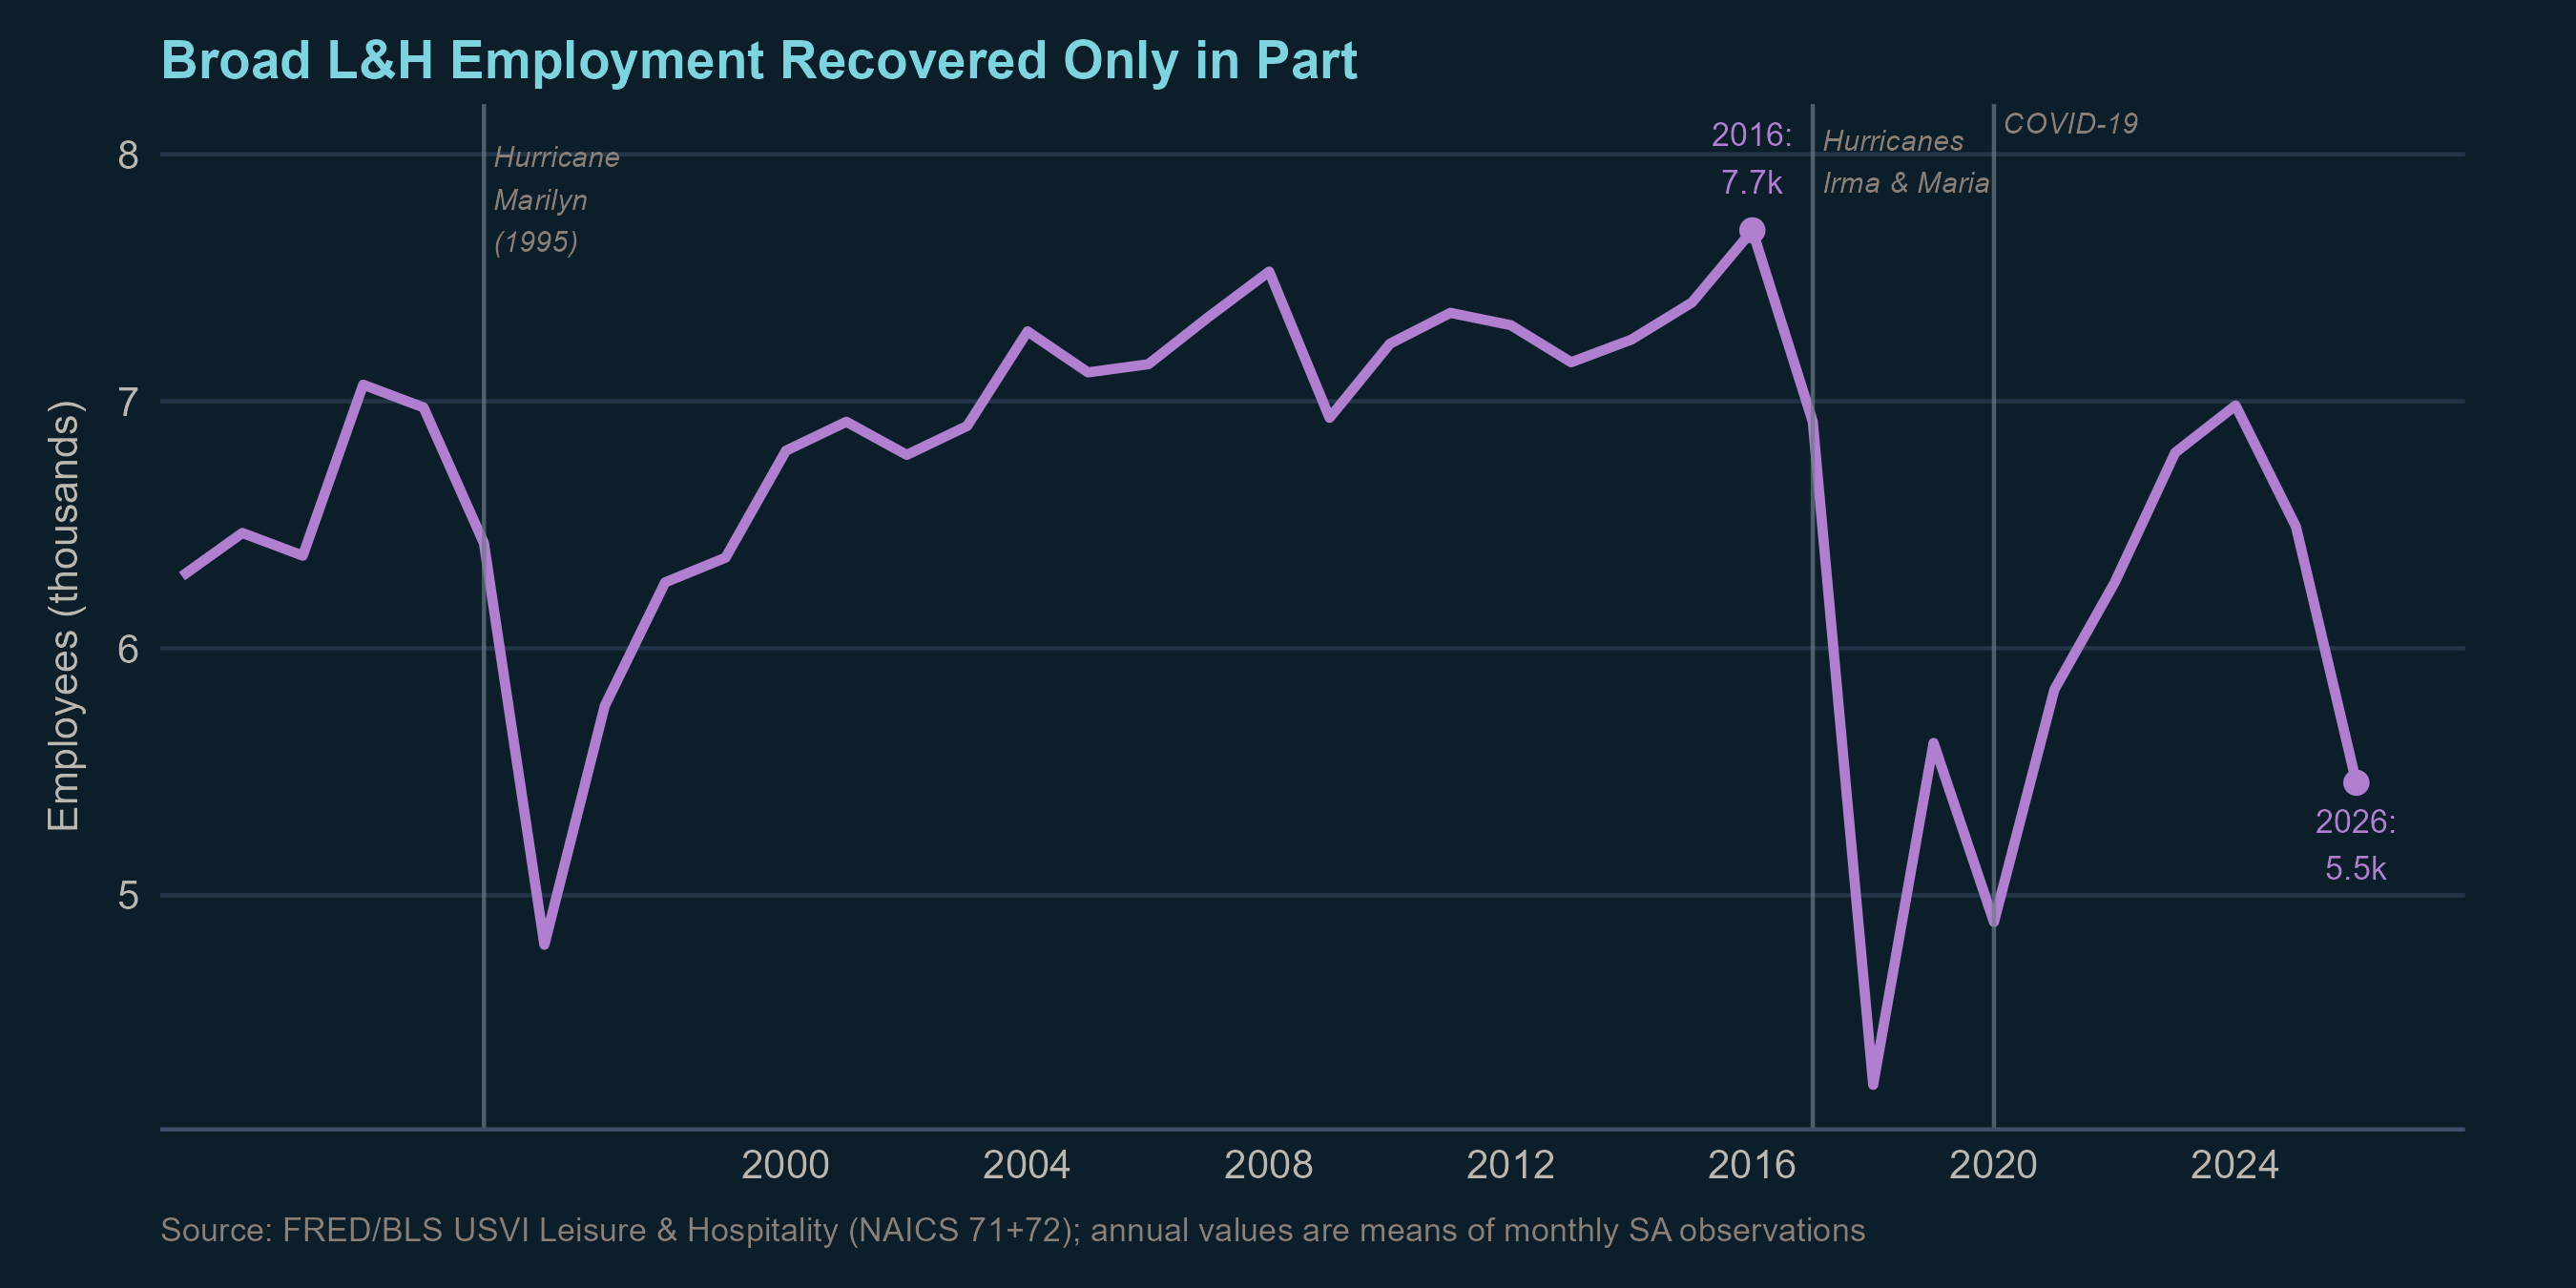 Broad L&H Employment Recovered Only in Part
Employees (thousands)
8
7
6
5
Hurricane
Marilyn
(1995)
2016:
7.7k
Hurricanes
Irma & Maria
COVID-19
2026:
5.5k
2000
2004
2008
2012
2016
2020
2024
Source: FRED/BLS USVI Leisure & Hospitality (NAICS 71+72); annual values are means of monthly SA observations